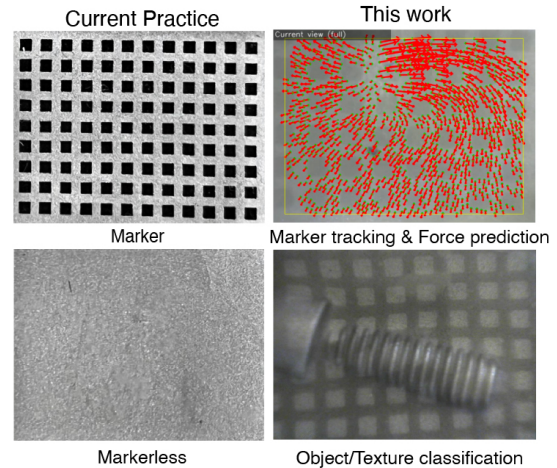 Current Practice
This work
Current view (full)
Marker
Marker tracking & Force prediction
Markerless
Object/Texture classification